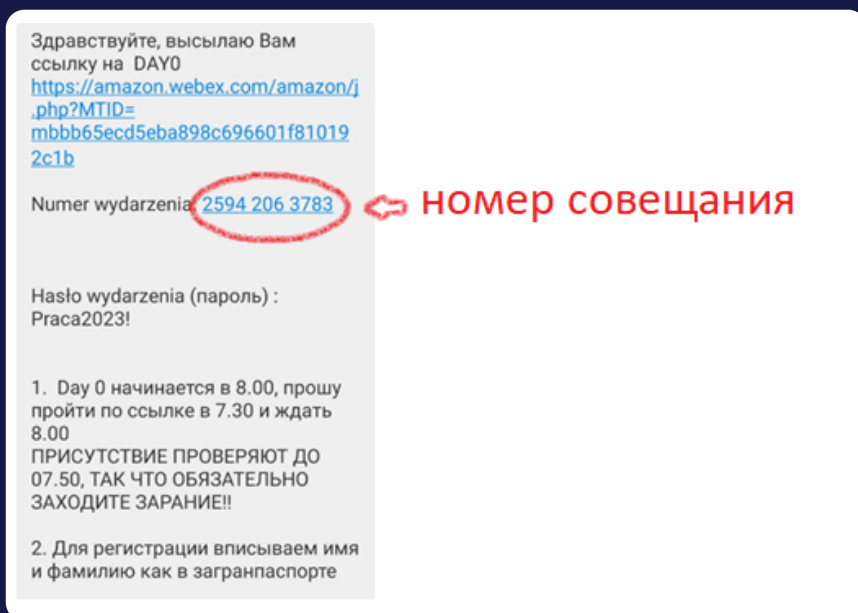 Здравствуйте, высылаю Вам
ссылку на DAY0
https://amazon.webex.com/amazon/j
.php?MTID=
mbbb65ecd5eba898c696601f81019
2c1b
Numer wydarzenia: 2594 206 3783
номер совещания
Hasło wydarzenia (пароль) :
Praca2023!
1. Day 0 начинается в 8.00, прошу
пройти по ссылке в 7.30 и ждать
8.00
ПРИСУТСТВИЕ ПРОВЕРЯЮТ ДО
07.50, ТАК ЧТО ОБЯЗАТЕЛЬНО
ЗАХОДИТЕ ЗАРАНИЕ!!
2. Для регистрации вписываем имя
и фамилию как в загранпаспорте